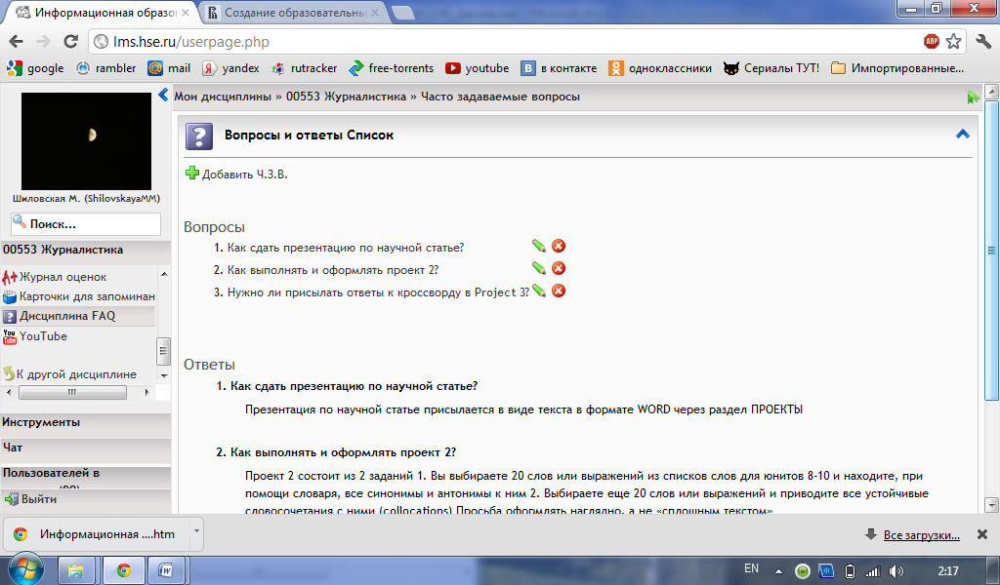 Информационная образо
Создание образовательны
lms.hse.ru/userpage.php
ABP
google
rambler
mail
yandex
rutracker
free-torrents
youtube
в контакте
одноклассники
Сериалы ТУТ!
Импортированные...
Мои дисциплины » 00553 Журналистика » Часто задаваемые вопросы
Шиловская М. (ShilovskayaMM)
Поиск...
00553 Журналистика
Журнал оценок
Карточки для запоминан
Дисциплина FAQ
You Tube
YouTube
К другой дисциплине
Инструменты
Чат
Пользователей в
Выйти
Вопросы и ответы Список
Добавить Ч.З.В.
Вопросы
1. Как сдать презентацию по научной статье?
2. Как выполнять и оформлять проект 2?
3. Нужно ли присылать ответы к кроссворду в Project 3?
Ответы
1. Как сдать презентацию по научной статье?
Презентация по научной статье присылается в виде текста в формате WORD через раздел ПРОЕКТЫ
2. Как выполнять и оформлять проект 2?
Проект 2 состоит из 2 заданий 1. Вы выбираете 20 слов или выражений из списков слов для юнитов 8-10 и находите, при
помощи словаря, все синонимы и антонимы к ним 2. Выбираете еще 20 слов или выражений и приводите все устойчивые
словосочетания с ними (collocations) Просьба оформлять наглядно, а не «сплошным текстом»
Информационная ....htm
Все загрузки...
EN
2:17